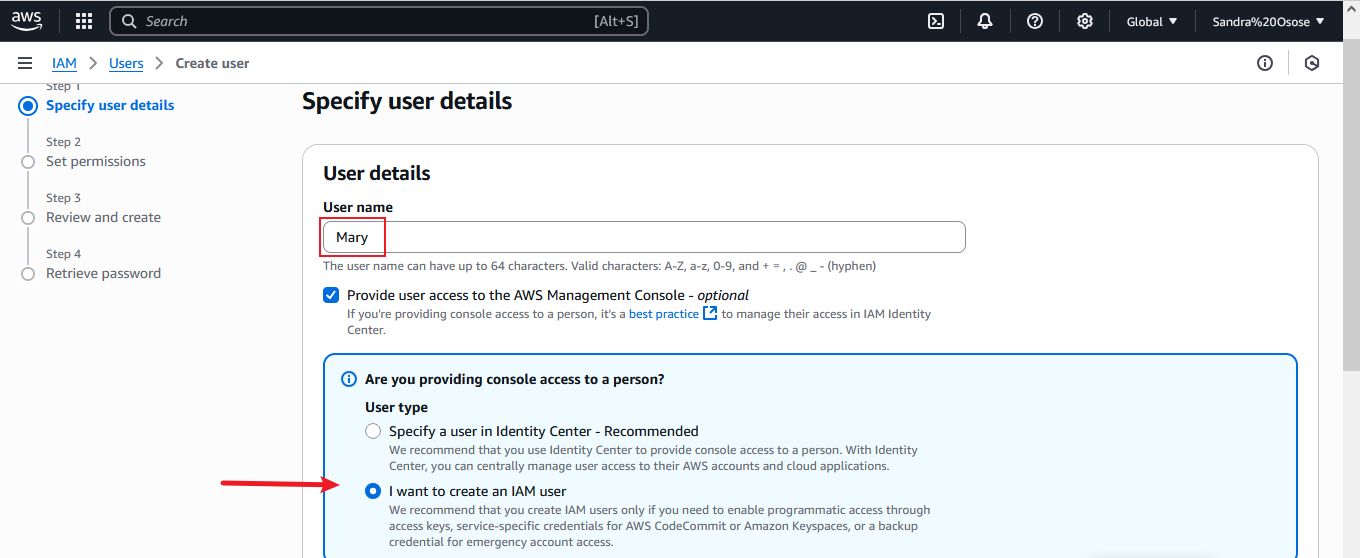 aws
Search [Alt+S]
Global
Sandra%20Osose
IAM
Users
Create user
Step 1
Specify user details
Step 2
Set permissions
Step 3
Review and create
Step 4
Retrieve password
Specify user details
User details
User name
Mary
The user name can have up to 64 characters. Valid characters: A-Z, a-z, 0-9, and + = , . @ _ - (hyphen)
Provide user access to the AWS Management Console - optional
If you're providing console access to a person, it's a best practice to manage their access in IAM Identity
Center.
Are you providing console access to a person?
User type
Specify a user in Identity Center - Recommended
We recommend that you use Identity Center to provide console access to a person. With Identity
Center, you can centrally manage user access to their AWS accounts and cloud applications.
I want to create an IAM user
We recommend that you create IAM users only if you need to enable programmatic access through
access keys, service-specific credentials for AWS CodeCommit or Amazon Keyspaces, or a backup
credential for emergency account access.